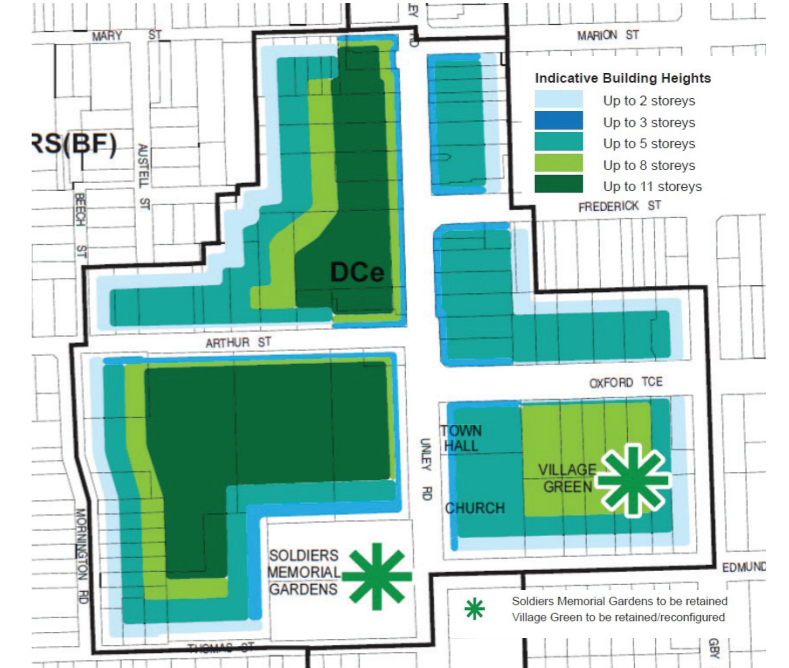 MARY ST
LEY RD
MARION ST
Indicative Building Heights
Up to 2 storeys
Up to 3 storeys
Up to 5 storeys
Up to 8 storeys
Up to 11 storeys
RS(BF)
AUSTELL ST
BEECH ST
FREDERICK ST
DCe
ARTHUR ST
OXFORD TCE
UNLEY RD
TOWN
HALL
VILLAGE
GREEN
CHURCH
MORNINGTON RD
SOLDIERS
MEMORIAL
GARDENS
EDMUND
Soldiers Memorial Gardens to be retained
Village Green to be retained/reconfigured
THOMAS ST
GBY